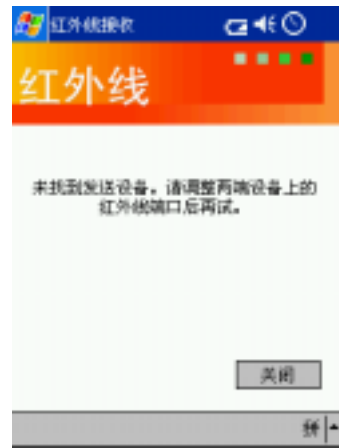 红外线接收
红外线
未找到发送设备。请调整两端设备上的
红外线端口后再试。
关闭
拼